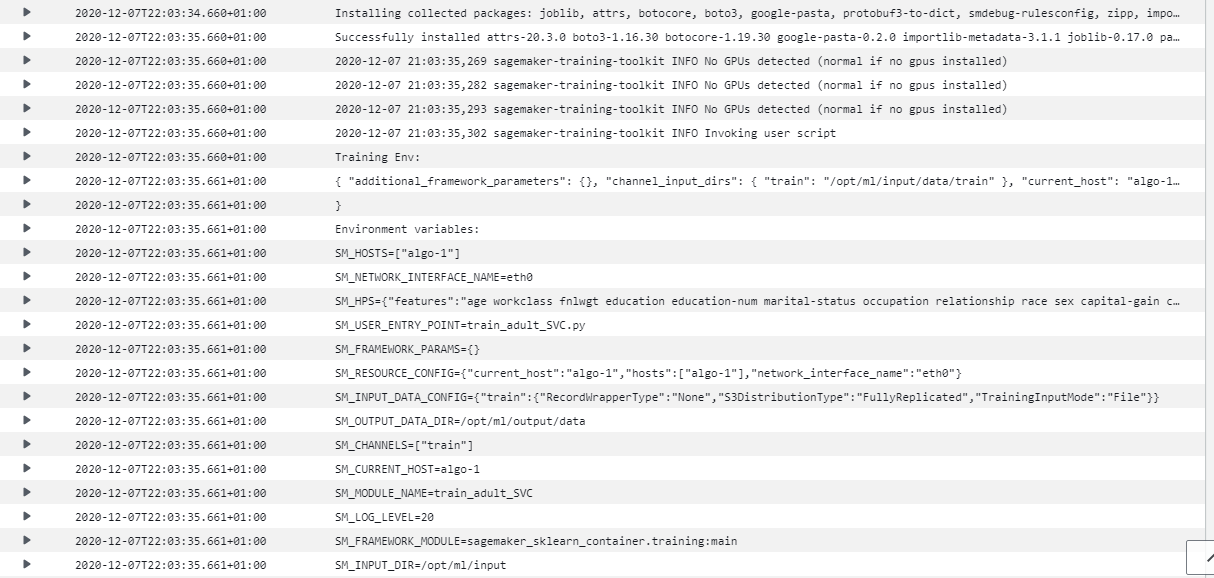 2020-12-07T22:03:34.660+01:00 Installing collected packages: joblib, attrs, botocore, boto3, google-pasta, protobuf3-to-dict, smdebug-rulesconfig, zipp, impo…
2020-12-07T22:03:35.660+01:00 Successfully installed attrs-20.3.0 boto3-1.16.30 botocore-1.19.30 google-pasta-0.2.0 importlib-metadata-3.1.1 joblib-0.17.0 pa…
2020-12-07T22:03:35.660+01:00 2020-12-07 21:03:35,269 sagemaker-training-toolkit INFO No GPUs detected (normal if no gpus installed)
2020-12-07T22:03:35.660+01:00 2020-12-07 21:03:35,282 sagemaker-training-toolkit INFO No GPUs detected (normal if no gpus installed)
2020-12-07T22:03:35.660+01:00 2020-12-07 21:03:35,293 sagemaker-training-toolkit INFO No GPUs detected (normal if no gpus installed)
2020-12-07T22:03:35.660+01:00 2020-12-07 21:03:35,302 sagemaker-training-toolkit INFO Invoking user script
2020-12-07T22:03:35.660+01:00 Training Env:
2020-12-07T22:03:35.661+01:00 { "additional_framework_parameters": {}, "channel_input_dirs": { "train": "/opt/ml/input/data/train" }, "current_host": "algo-1…
2020-12-07T22:03:35.661+01:00 }
2020-12-07T22:03:35.661+01:00 Environment variables:
2020-12-07T22:03:35.661+01:00 SM_HOSTS=["algo-1"]
2020-12-07T22:03:35.661+01:00 SM_NETWORK_INTERFACE_NAME=eth0
2020-12-07T22:03:35.661+01:00 SM_HPS={"features":"age workclass fnlwgt education education-num marital-status occupation relationship race sex capital-gain c…
2020-12-07T22:03:35.661+01:00 SM_USER_ENTRY_POINT=train_adult_SVC.py
2020-12-07T22:03:35.661+01:00 SM_FRAMEWORK_PARAMS={}
2020-12-07T22:03:35.661+01:00 SM_RESOURCE_CONFIG={"current_host":"algo-1","hosts":["algo-1"],"network_interface_name":"eth0"}
2020-12-07T22:03:35.661+01:00 SM_INPUT_DATA_CONFIG={"train":{"RecordWrapperType":"None","S3DistributionType":"FullyReplicated","TrainingInputMode":"File"}}
2020-12-07T22:03:35.661+01:00 SM_OUTPUT_DATA_DIR=/opt/ml/output/data
2020-12-07T22:03:35.661+01:00 SM_CHANNELS=["train"]
2020-12-07T22:03:35.661+01:00 SM_CURRENT_HOST=algo-1
2020-12-07T22:03:35.661+01:00 SM_MODULE_NAME=train_adult_SVC
2020-12-07T22:03:35.661+01:00 SM_LOG_LEVEL=20
2020-12-07T22:03:35.661+01:00 SM_FRAMEWORK_MODULE=sagemaker_sklearn_container.training:main
2020-12-07T22:03:35.661+01:00 SM_INPUT_DIR=/opt/ml/input